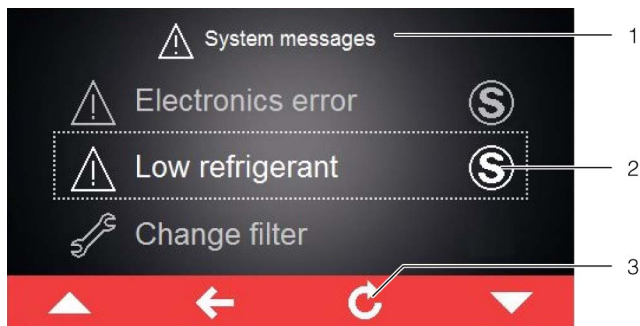 System messages
1
Electronics error
S
Low refrigerant
S
2
Change filter
3